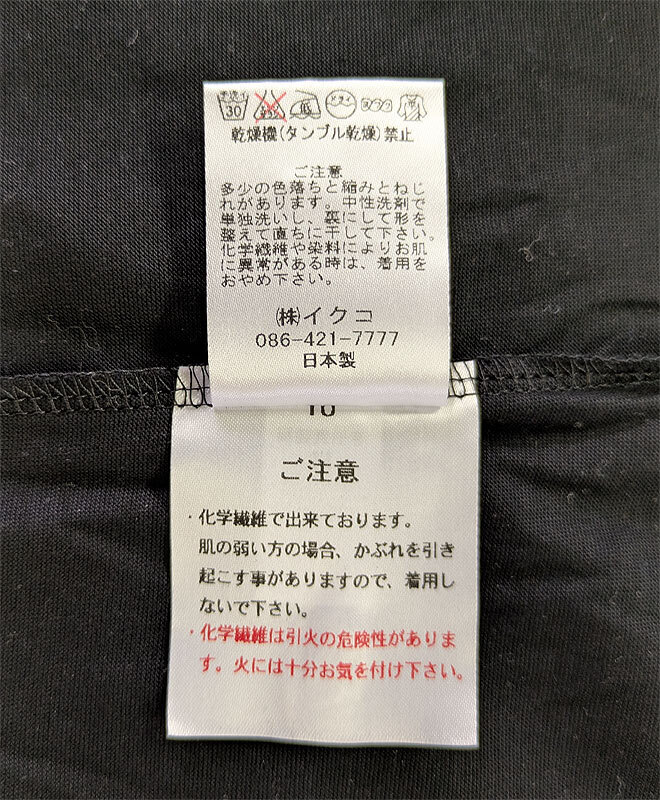 手洗イ 30 低 ドライ
乾燥機(タンブル乾燥)禁止
ご注意
多少の色落ちと縮みとねじ
れがあります。中性洗剤で
単独洗いし、裏にして形を
整えて直ちに干して下さい。
化学繊維や染料によりお肌
に異常がある時は、着用を
おやめ下さい。
(株)イクコ
086-421-7777
日本製
10
ご注意
・化学繊維で出来ております。
肌の弱い方の場合、かぶれを引き
起こす事がありますので、着用し
ないで下さい。
・化学繊維は引火の危険性がありま
す。火には十分お気を付け下さい。